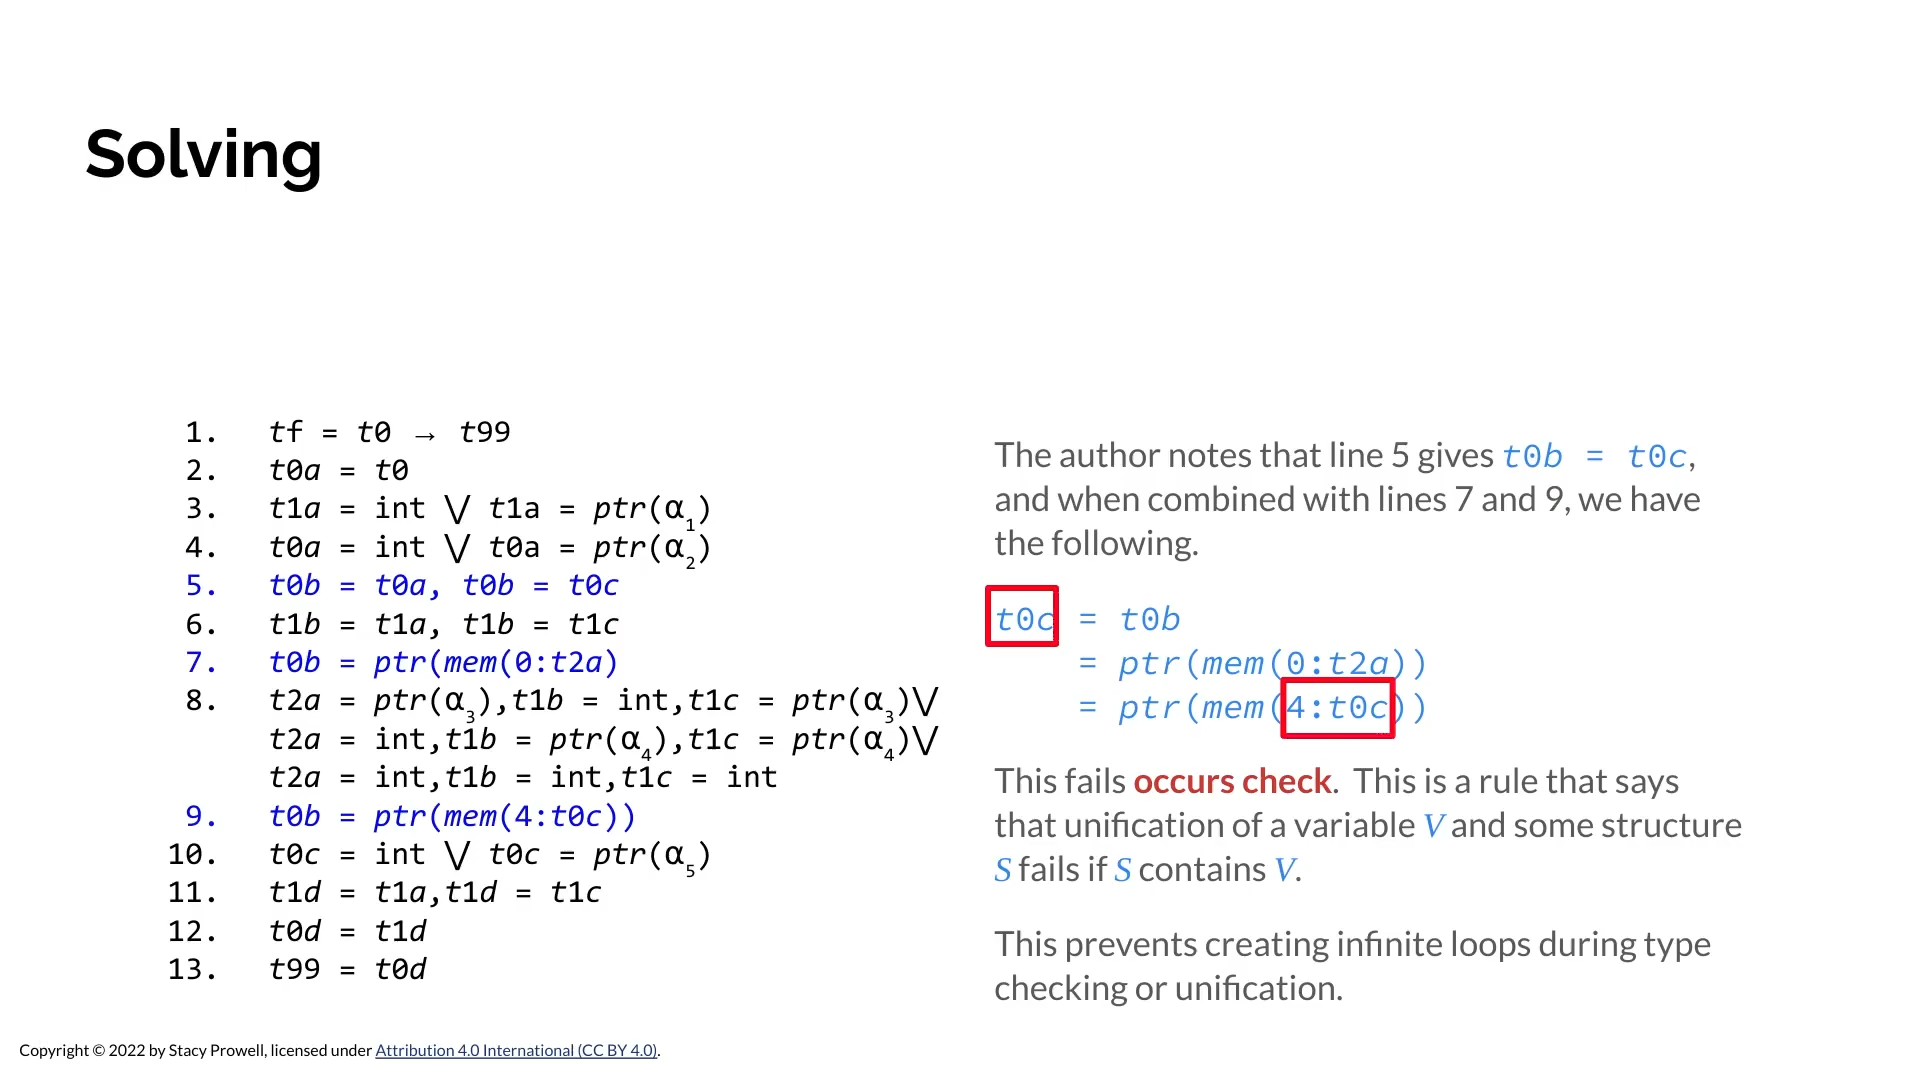 Solving
1. tf = t0 → t99
2. t0a = t0
3. t1a = int ⋁ t1a = ptr(α₁)
4. t0a = int ⋁ t0a = ptr(α₂)
5. t0b = t0a, t0b = t0c
6. t1b = t1a, t1b = t1c
7. t0b = ptr(mem(0:t2a)
8. t2a = ptr(α₃),t1b = int,t1c = ptr(α₃)⋁
t2a = int,t1b = ptr(α₄),t1c = ptr(α₄)⋁
t2a = int,t1b = int,t1c = int
9. t0b = ptr(mem(4:t0c))
10. t0c = int ⋁ t0c = ptr(α₅)
11. t1d = t1a,t1d = t1c
12. t0d = t1d
13. t99 = t0d
The author notes that line 5 gives t0b = t0c,
and when combined with lines 7 and 9, we have
the following.
t0c = t0b
= ptr(mem(0:t2a))
= ptr(mem(4:t0c))
This fails occurs check. This is a rule that says
that unification of a variable V and some structure
S fails if S contains V.
This prevents creating infinite loops during type
checking or unification.
Copyright © 2022 by Stacy Prowell, licensed under Attribution 4.0 International (CC BY 4.0).